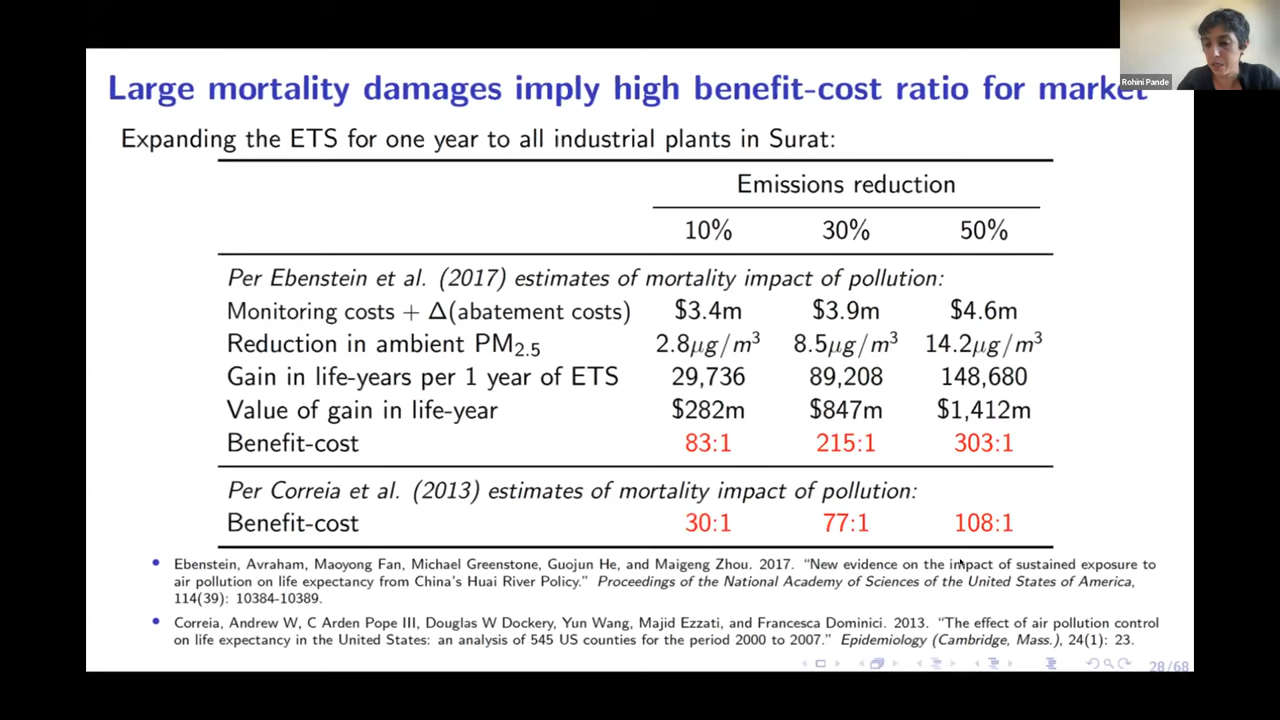 Rohini Pande
Large mortality damages imply high benefit-cost ratio for market
Expanding the ETS for one year to all industrial plants in Surat:
Emissions reduction
10% 30% 50%
Per Ebenstein et al. (2017) estimates of mortality impact of pollution:
Monitoring costs + Δ(abatement costs) $3.4m $3.9m $4.6m
Reduction in ambient PM2.5 2.8μg/m³ 8.5μg/m³ 14.2μg/m³
Gain in life-years per 1 year of ETS 29,736 89,208 148,680
Value of gain in life-year $282m $847m $1,412m
Benefit-cost 83:1 215:1 303:1
Per Correia et al. (2013) estimates of mortality impact of pollution:
Benefit-cost 30:1 77:1 108:1
• Ebenstein, Avraham, Maoyong Fan, Michael Greenstone, Guojun He, and Maigeng Zhou. 2017. “New evidence on the impact of sustained exposure to
air pollution on life expectancy from China’s Huai River Policy.” Proceedings of the National Academy of Sciences of the United States of America,
114(39): 10384-10389.
• Correia, Andrew W, C Arden Pope III, Douglas W Dockery, Yun Wang, Majid Ezzati, and Francesca Dominici. 2013. “The effect of air pollution control
on life expectancy in the United States: an analysis of 545 US counties for the period 2000 to 2007.” Epidemiology (Cambridge, Mass.), 24(1): 23.
28/68